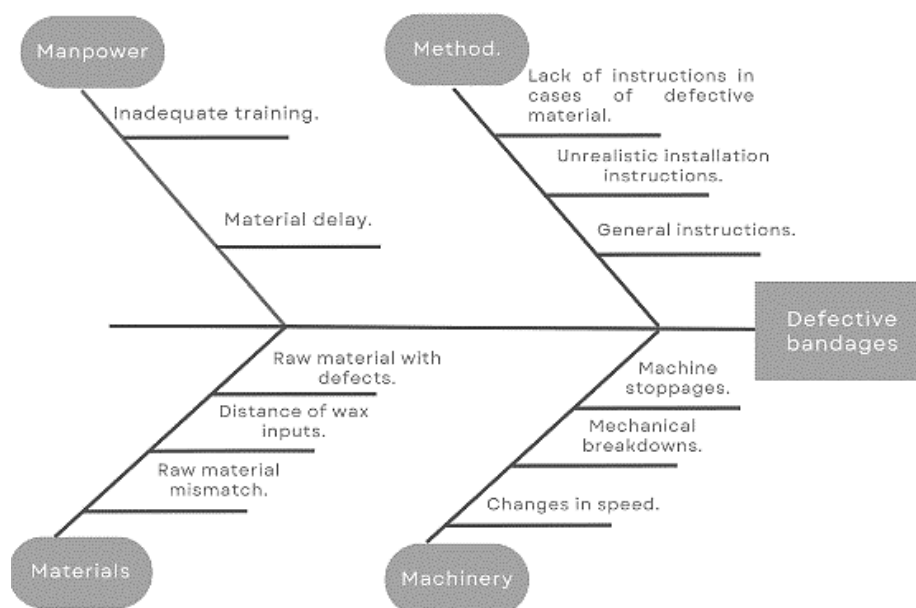 Manpower
Inadequate training.
Material delay.
Method.
Lack of instructions in
cases of defective
material.
Unrealistic installation
instructions.
General instructions.
Defective
bandages
Raw material with
defects.
Distance of wax
inputs.
Raw material
mismatch.
Materials
Machine
stoppages.
Mechanical
breakdowns.
Changes in speed.
Machinery